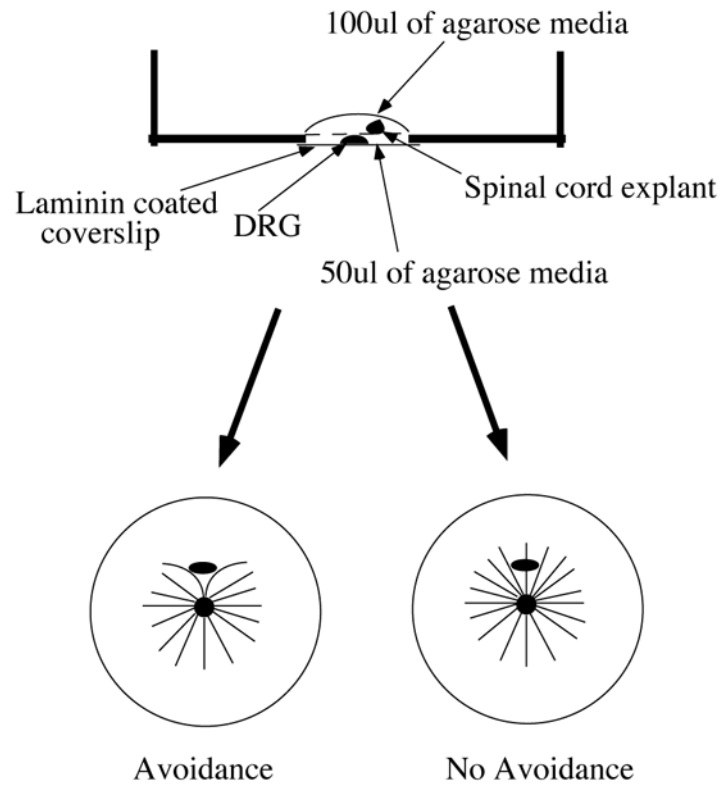 100ul of agarose media
Spinal cord explant
Laminin coated
coverslip
DRG
50ul of agarose media
Avoidance
No Avoidance